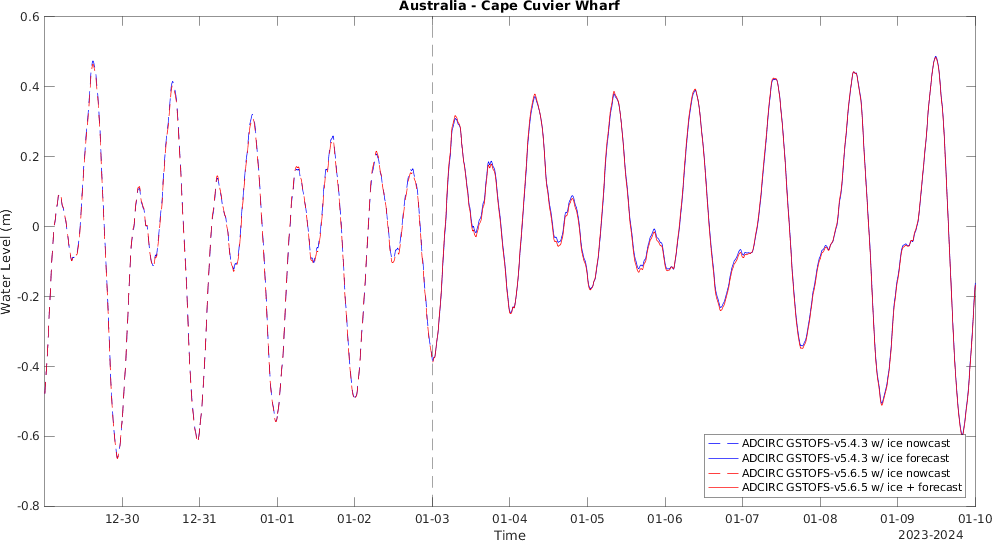 Australia - Cape Cuvier Wharf
0.6
0.4
0.2
0
-0.2
-0.4
-0.6
-0.8
Water Level (m)
ADCIRC GSTOFS-v5.4.3 w/ ice nowcast
ADCIRC GSTOFS-v5.4.3 w/ ice forecast
ADCIRC GSTOFS-v5.6.5 w/ ice nowcast
ADCIRC GSTOFS-v5.6.5 w/ ice + forecast
12-30 12-31 01-01 01-02 01-03 01-04 01-05 01-06 01-07 01-08 01-09 01-10
Time
2023-2024